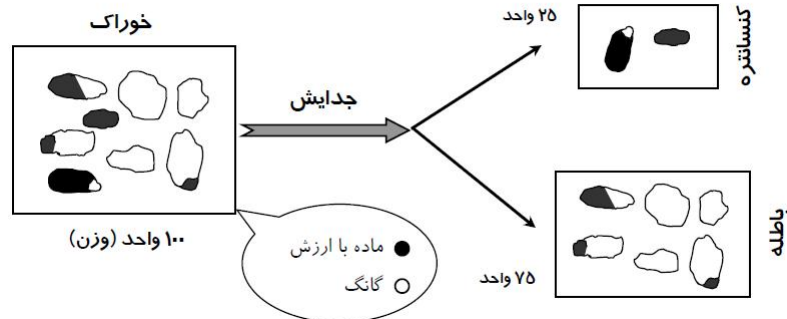 خوراک
۱۰۰ واحد (وزن)
جدایش
ماده با ارزش
گانگ
۲۵ واحد
کنسانتره
۷۵ واحد
باطله